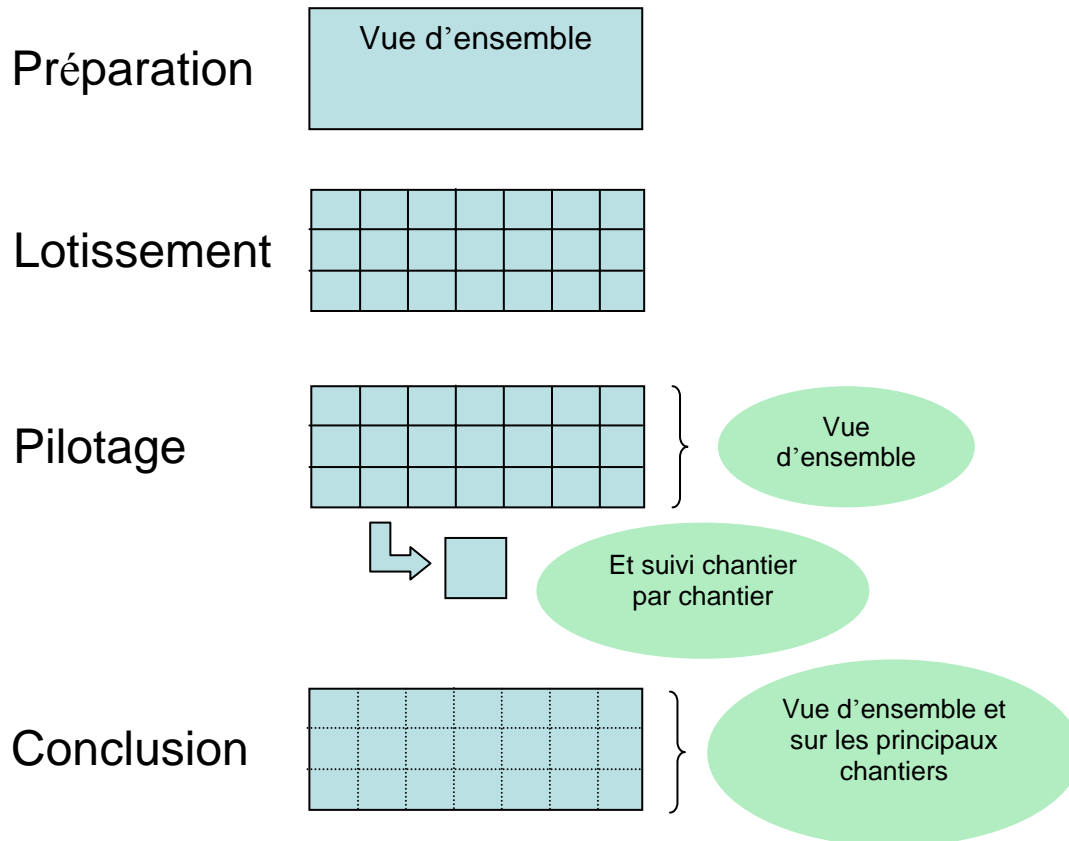 Préparation
Vue d'ensemble
Lotissement
Pilotage
Vue
d'ensemble
Et suivi chantier
par chantier
Conclusion
Vue d'ensemble et
sur les principaux
chantiers